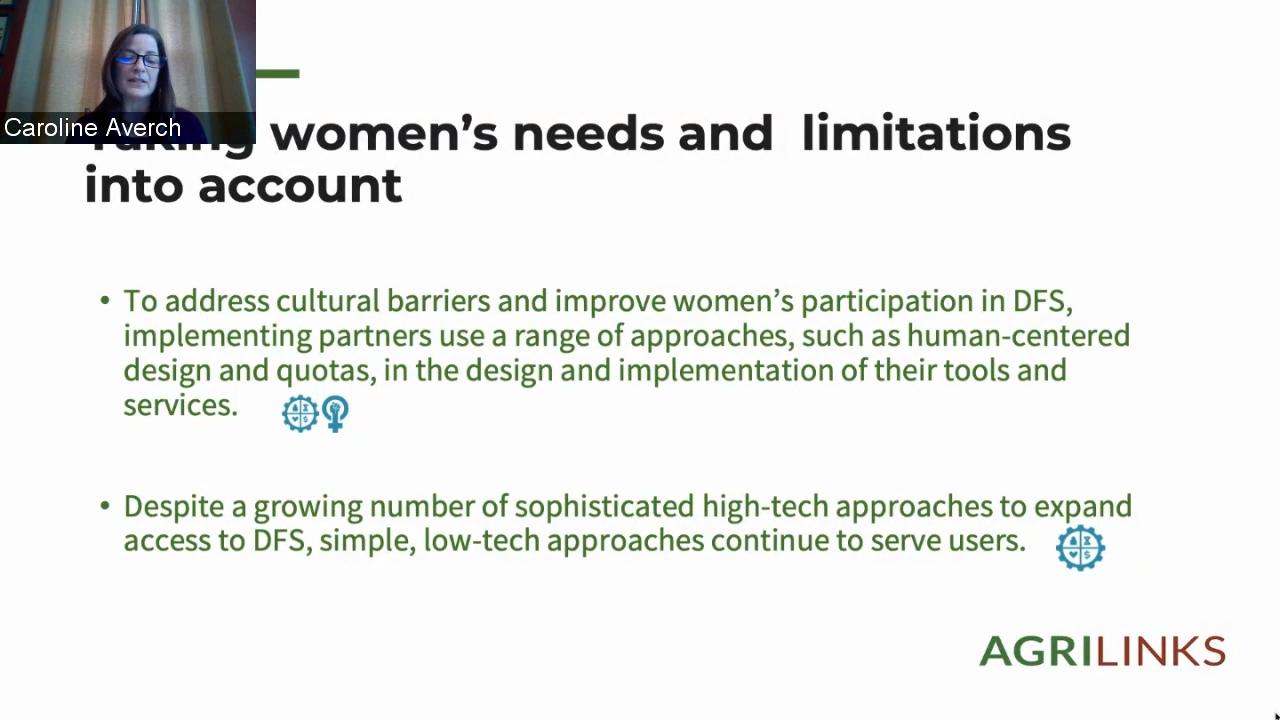 Caroline Averch
Taking women’s needs and limitations
into account
• To address cultural barriers and improve women’s participation in DFS,
implementing partners use a range of approaches, such as human-centered
design and quotas, in the design and implementation of their tools and
services.
• Despite a growing number of sophisticated high-tech approaches to expand
access to DFS, simple, low-tech approaches continue to serve users.
AGRILINKS